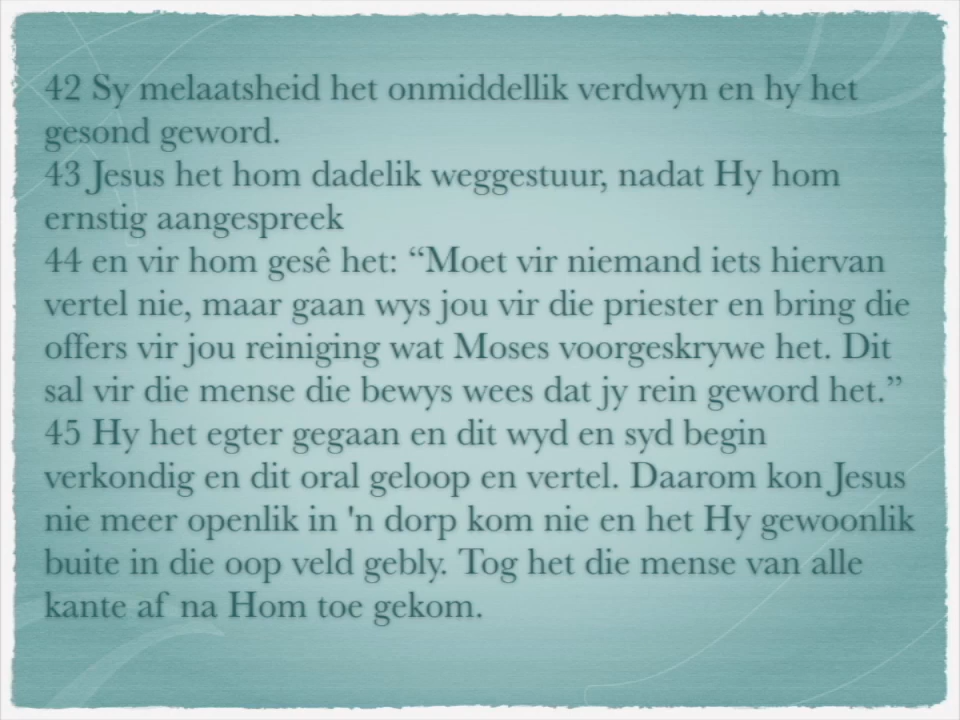 42 Sy melaatsheid het onmiddellik verdwyn en hy het
gesond geword.
43 Jesus het hom dadelik weggestuur, nadat Hy hom
ernstig aangespreek
44 en vir hom gesê het: “Moet vir niemand iets hiervan
vertel nie, maar gaan wys jou vir die priester en bring die
offers vir jou reiniging wat Moses voorgeskrywe het. Dit
sal vir die mense die bewys wees dat jy rein geword het.”
45 Hy het egter gegaan en dit wyd en syd begin
verkondig en dit oral geloop en vertel. Daarom kon Jesus
nie meer openlik in 'n dorp kom nie en het Hy gewoonlik
buite in die oop veld gebly. Tog het die mense van alle
kante af na Hom toe gekom.